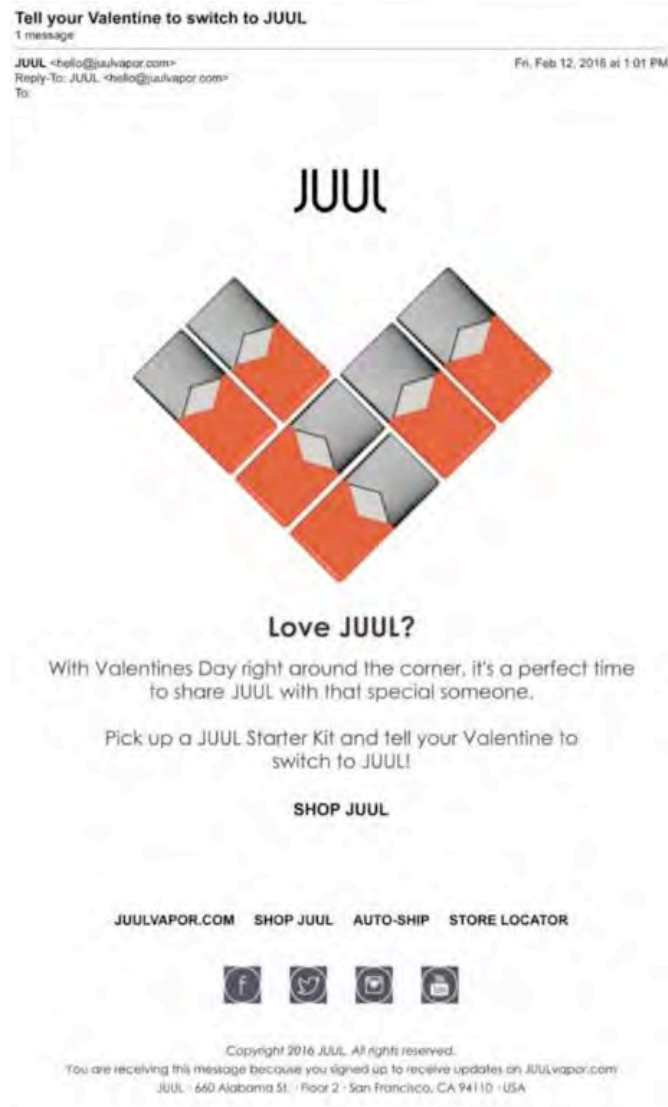 Tell your Valentine to switch to JUUL
1 message
JUUL <hello@juulvapor.com>
Fri, Feb 12, 2016 at 1:01 PM
Reply-To: JUUL <hello@juulvapor.com>
To:
JUUL
Love JUUL?
With Valentines Day right around the corner, it's a perfect time
to share JUUL with that special someone.
Pick up a JUUL Starter Kit and tell your Valentine to
switch to JUUL!
SHOP JUUL
JUULVAPOR.COM SHOP JUUL AUTO-SHIP STORE LOCATOR
Copyright 2016 JUUL. All rights reserved.
You are receiving this message because you signed up to receive updates on JUULvapor.com
JUUL · 660 Alabama St. · Floor 2 · San Francisco, CA 94110 · USA